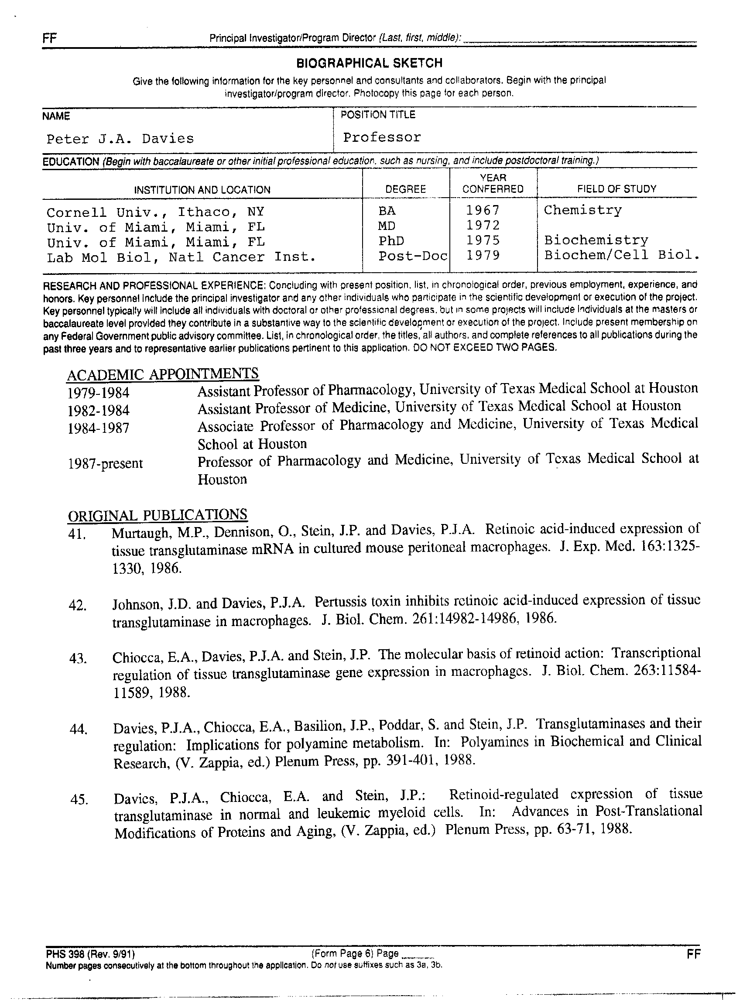 FF Principal Investigator/Program Director (Last, first, middle):
BIOGRAPHICAL SKETCH
Give the following information for the key personnel and consultants and collaborators. Begin with the principal
investigator/program director. Photocopy this page for each person.
NAME POSITION TITLE
Peter J.A. Davies Professor
EDUCATION (Begin with baccalaureate or other initial professional education, such as nursing, and include postdoctoral training.)
INSTITUTION AND LOCATION DEGREE YEAR CONFERRED FIELD OF STUDY
Cornell Univ., Ithaco, NY BA 1967 Chemistry
Univ. of Miami, Miami, FL MD 1972
Univ. of Miami, Miami, FL PhD 1975 Biochemistry
Lab Mol Biol, Natl Cancer Inst. Post-Doc 1979 Biochem/Cell Biol.
RESEARCH AND PROFESSIONAL EXPERIENCE: Concluding with present position, list, in chronological order, previous employment, experience, and
honors. Key personnel include the principal investigator and any other individuals who participate in the scientific development or execution of the project.
Key personnel typically will include all individuals with doctoral or other professional degrees, but in some projects will include individuals at the masters or
baccalaureate level provided they contribute in a substantive way to the scientific development or execution of the project. Include present membership on
any Federal Government public advisory committee. List, in chronological order, the titles, all authors, and complete references to all publications during the
past three years and to representative earlier publications pertinent to this application. DO NOT EXCEED TWO PAGES.
ACADEMIC APPOINTMENTS
1979-1984 Assistant Professor of Pharmacology, University of Texas Medical School at Houston
1982-1984 Assistant Professor of Medicine, University of Texas Medical School at Houston
1984-1987 Associate Professor of Pharmacology and Medicine, University of Texas Medical
School at Houston
1987-present Professor of Pharmacology and Medicine, University of Texas Medical School at
Houston
ORIGINAL PUBLICATIONS
41. Murtaugh, M.P., Dennison, O., Stein, J.P. and Davies, P.J.A. Retinoic acid-induced expression of
tissue transglutaminase mRNA in cultured mouse peritoneal macrophages. J. Exp. Med. 163:1325-
1330, 1986.
42. Johnson, J.D. and Davies, P.J.A. Pertussis toxin inhibits retinoic acid-induced expression of tissue
transglutaminase in macrophages. J. Biol. Chem. 261:14982-14986, 1986.
43. Chiocca, E.A., Davies, P.J.A. and Stein, J.P. The molecular basis of retinoid action: Transcriptional
regulation of tissue transglutaminase gene expression in macrophages. J. Biol. Chem. 263:11584-
11589, 1988.
44. Davies, P.J.A., Chiocca, E.A., Basilion, J.P., Poddar, S. and Stein, J.P. Transglutaminases and their
regulation: Implications for polyamine metabolism. In: Polyamines in Biochemical and Clinical
Research, (V. Zappia, ed.) Plenum Press, pp. 391-401, 1988.
45. Davies, P.J.A., Chiocca, E.A. and Stein, J.P.: Retinoid-regulated expression of tissue
transglutaminase in normal and leukemic myeloid cells. In: Advances in Post-Translational
Modifications of Proteins and Aging, (V. Zappia, ed.) Plenum Press, pp. 63-71, 1988.
PHS 398 (Rev. 9/91) (Form Page 6) Page FF
Number pages consecutively at the bottom throughout the application. Do not use suffixes such as 3a, 3b.